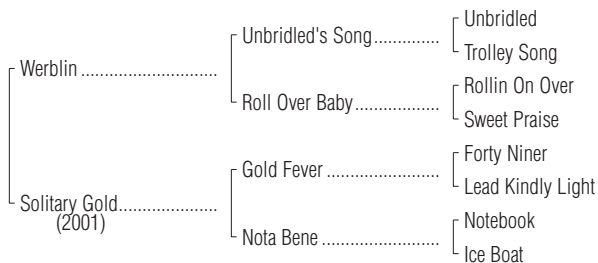 Unbridled
Unbridled's Song..............
Trolley Song
Werblin .............................
Rollin On Over
Roll Over Baby..................
Sweet Praise
Forty Niner
Gold Fever ........................
Lead Kindly Light
Solitary Gold.....................
(2001)
Notebook
Nota Bene .........................
Ice Boat